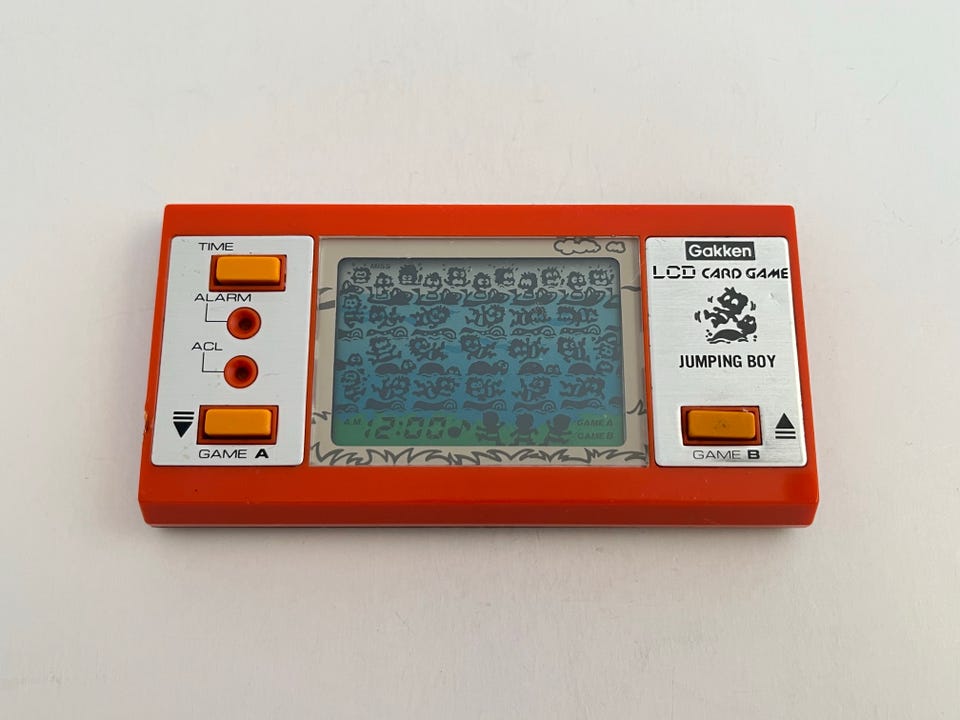 TIME
ALARM
ACL
GAME A
MISS
A.M. 12:00
GAME A
GAME B
Gakken
LCD CARD GAME
JUMPING BOY
GAME B